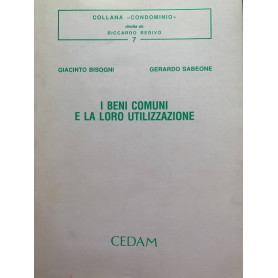 COLLANA «CONDOMINIO»
diretta da
RICCARDO REDIVO
7
GIACINTO BISOGNI GERARDO SABEONE
I BENI COMUNI
E LA LORO UTILIZZAZIONE
CEDAM